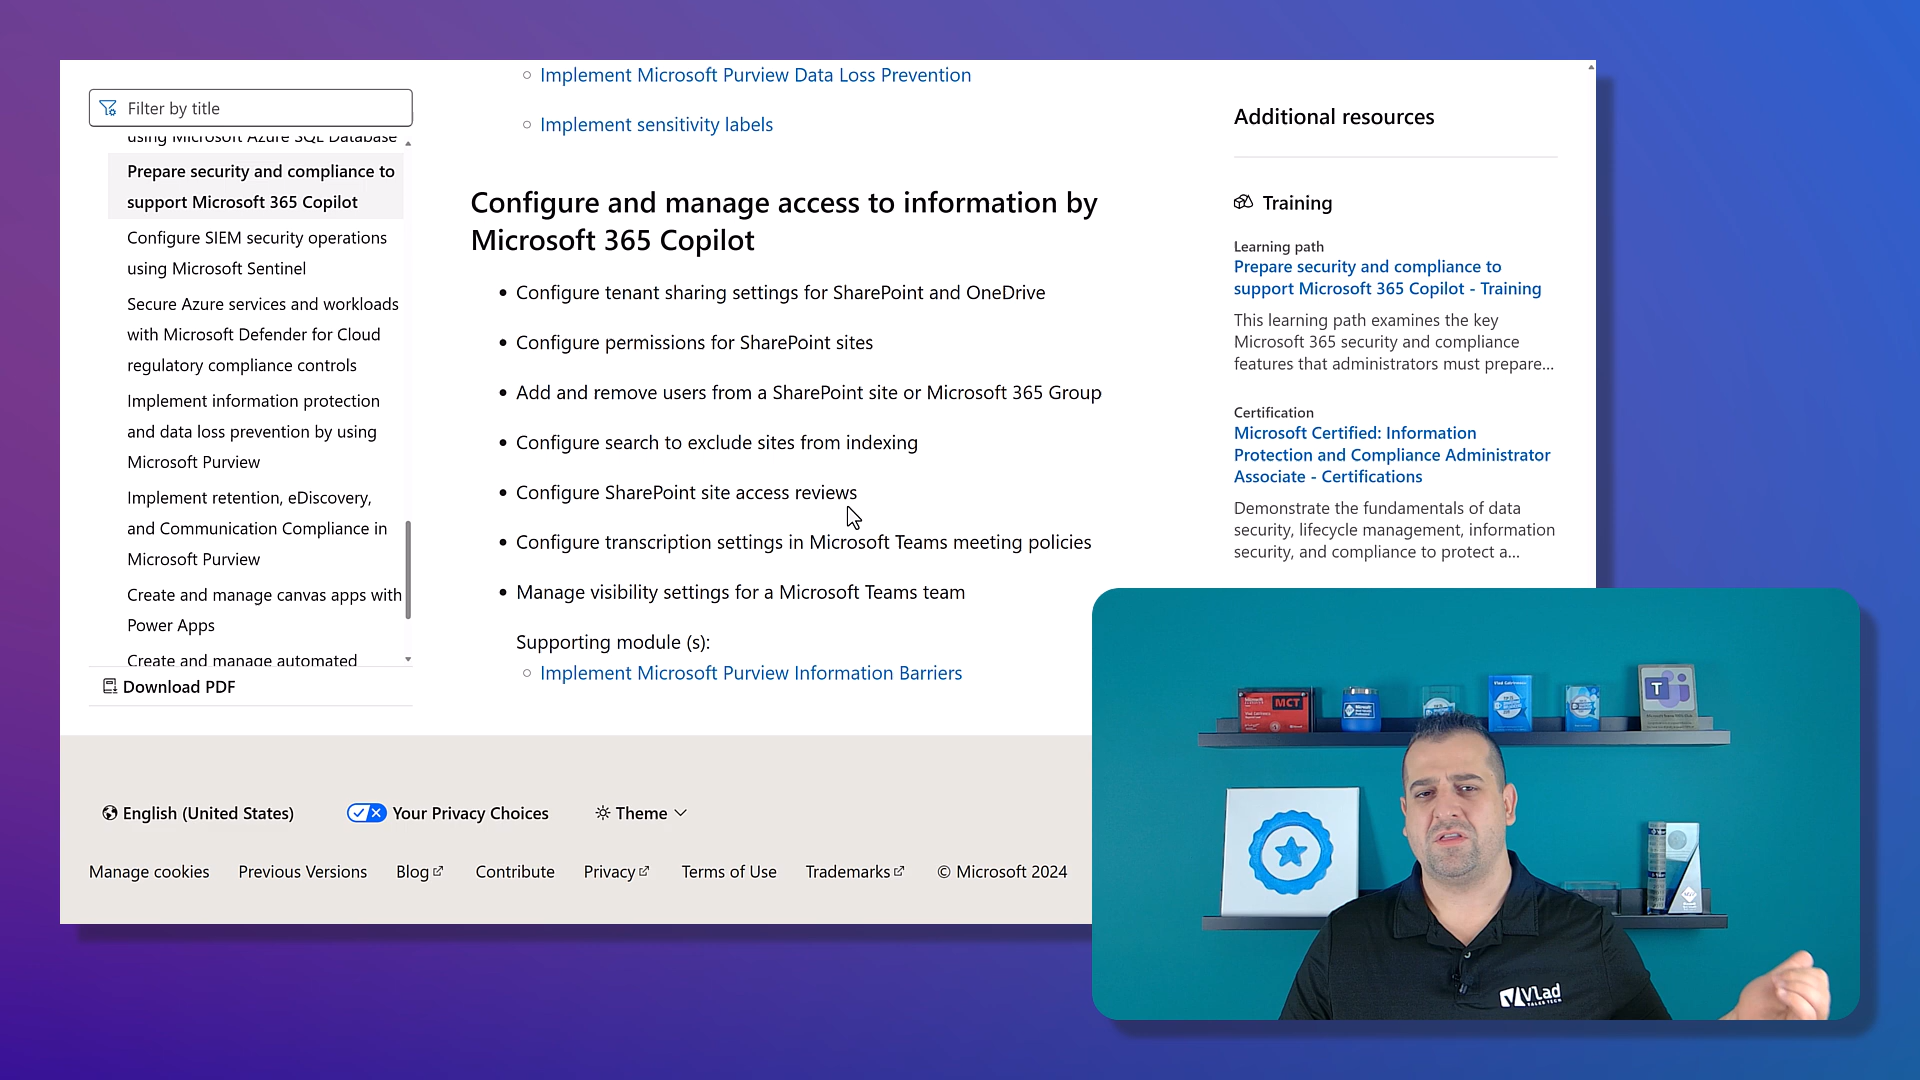 Filter by title
using Microsoft Azure SQL Database
Prepare security and compliance to
support Microsoft 365 Copilot
Configure SIEM security operations
using Microsoft Sentinel
Secure Azure services and workloads
with Microsoft Defender for Cloud
regulatory compliance controls
Implement information protection
and data loss prevention by using
Microsoft Purview
Implement retention, eDiscovery,
and Communication Compliance in
Microsoft Purview
Create and manage canvas apps with
Power Apps
Create and manage automated
Download PDF
Implement Microsoft Purview Data Loss Prevention
Implement sensitivity labels
Configure and manage access to information by
Microsoft 365 Copilot
Configure tenant sharing settings for SharePoint and OneDrive
Configure permissions for SharePoint sites
Add and remove users from a SharePoint site or Microsoft 365 Group
Configure search to exclude sites from indexing
Configure SharePoint site access reviews
Configure transcription settings in Microsoft Teams meeting policies
Manage visibility settings for a Microsoft Teams team
Supporting module (s):
Implement Microsoft Purview Information Barriers
Additional resources
Training
Learning path
Prepare security and compliance to
support Microsoft 365 Copilot - Training
This learning path examines the key
Microsoft 365 security and compliance
features that administrators must prepare...
Certification
Microsoft Certified: Information
Protection and Compliance Administrator
Associate - Certifications
Demonstrate the fundamentals of data
security, lifecycle management, information
security, and compliance to protect a...
English (United States)
Your Privacy Choices
Theme
Manage cookies
Previous Versions
Blog
Contribute
Privacy
Terms of Use
Trademarks
© Microsoft 2024
MCT
T
Vlad
TALKS TECH